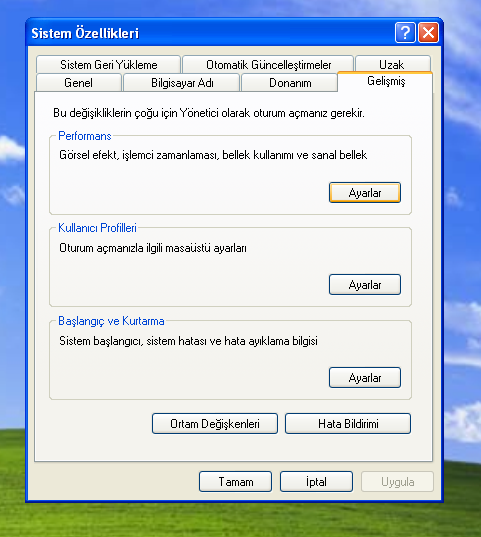 Sistem Özellikleri
Sistem Geri Yükleme Otomatik Güncelleştirmeler Uzak
Genel Bilgisayar Adı Donanım Gelişmiş
Bu değişikliklerin çoğu için Yönetici olarak oturum açmanız gerekir.
Performans
Görsel efekt, işlemci zamanlaması, bellek kullanımı ve sanal bellek
Ayarlar
Kullanıcı Profilleri
Oturum açmanızla ilgili masaüstü ayarları
Ayarlar
Başlangıç ve Kurtarma
Sistem başlangıcı, sistem hatası ve hata ayıklama bilgisi
Ayarlar
Ortam Değişkenleri Hata Bildirimi
Tamam İptal Uygula